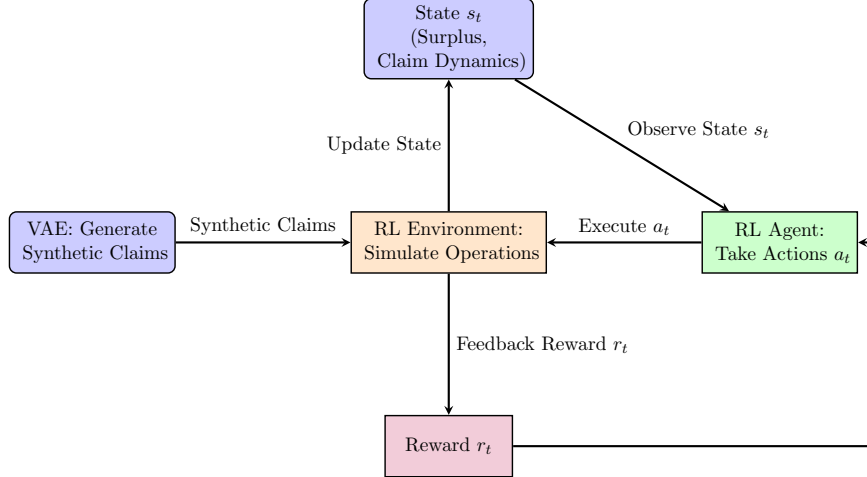 State s_t
(Surplus,
Claim Dynamics)
Observe State s_t
Update State
VAE: Generate
Synthetic Claims
Synthetic Claims
RL Environment:
Simulate Operations
Execute a_t
RL Agent:
Take Actions a_t
Feedback Reward r_t
Reward r_t